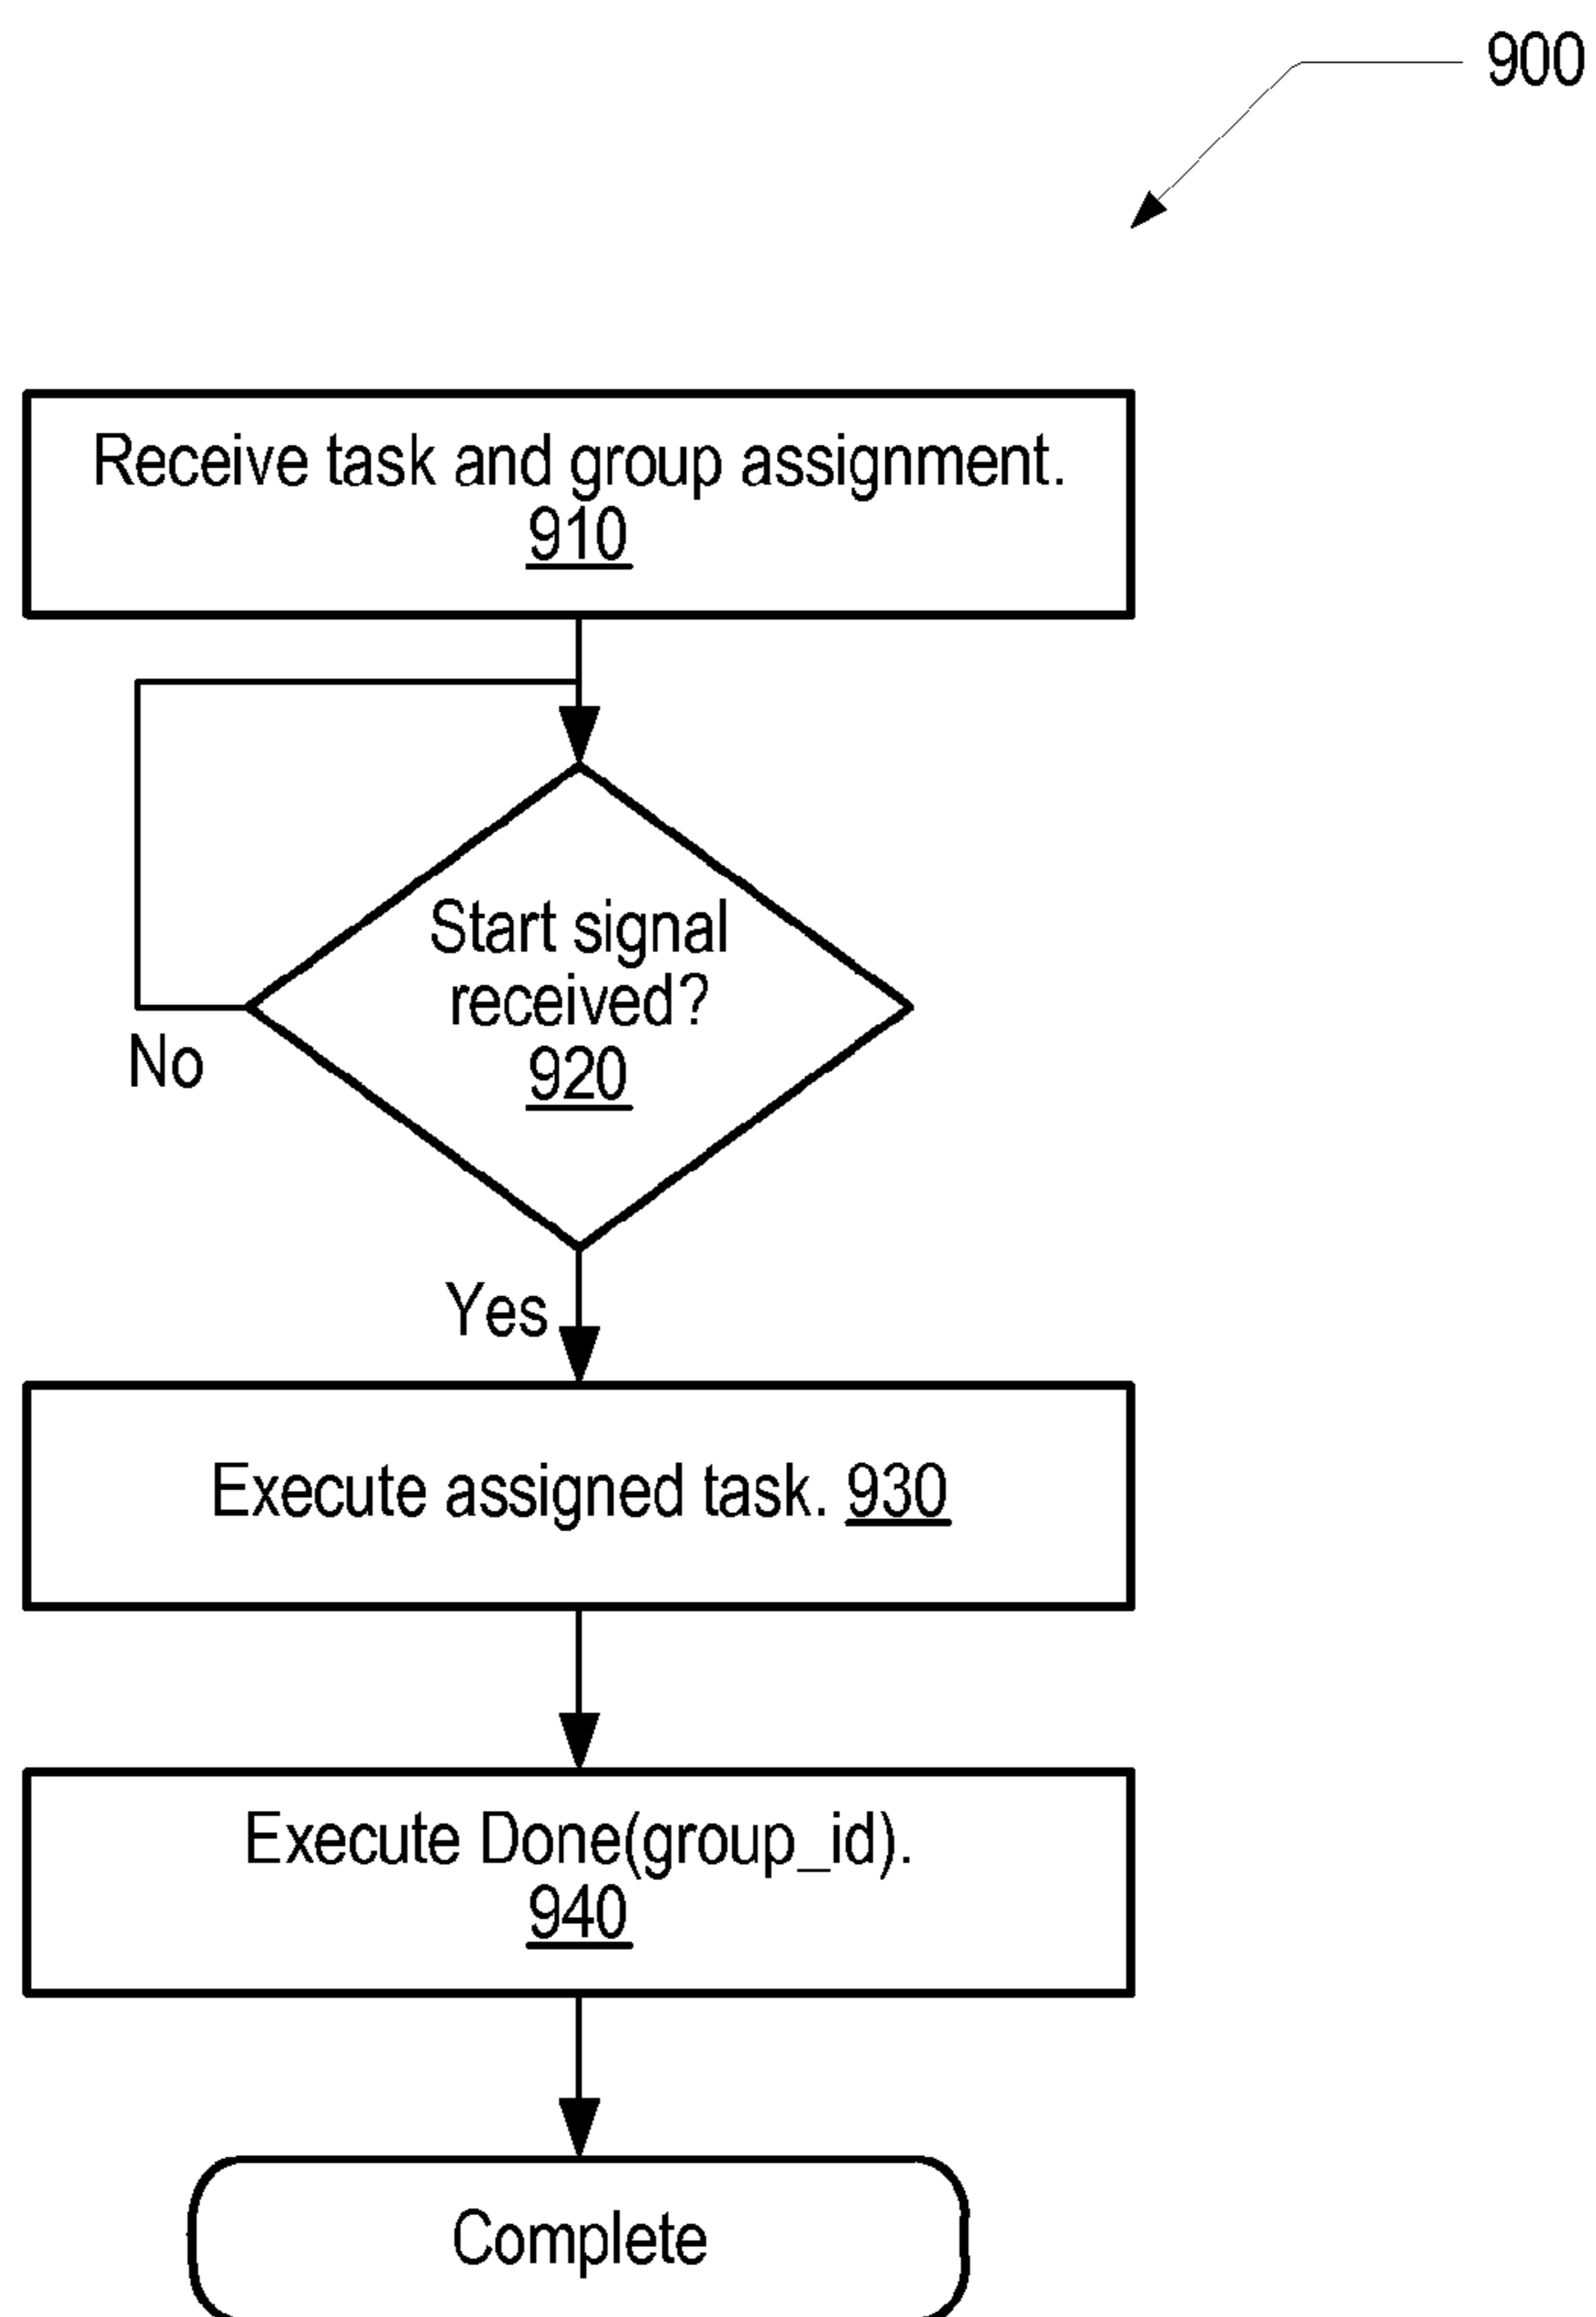 900
Receive task and group assignment.
910
Start signal
received?
920
No
Yes
Execute assigned task. 930
Execute Done(group_id).
940
Complete